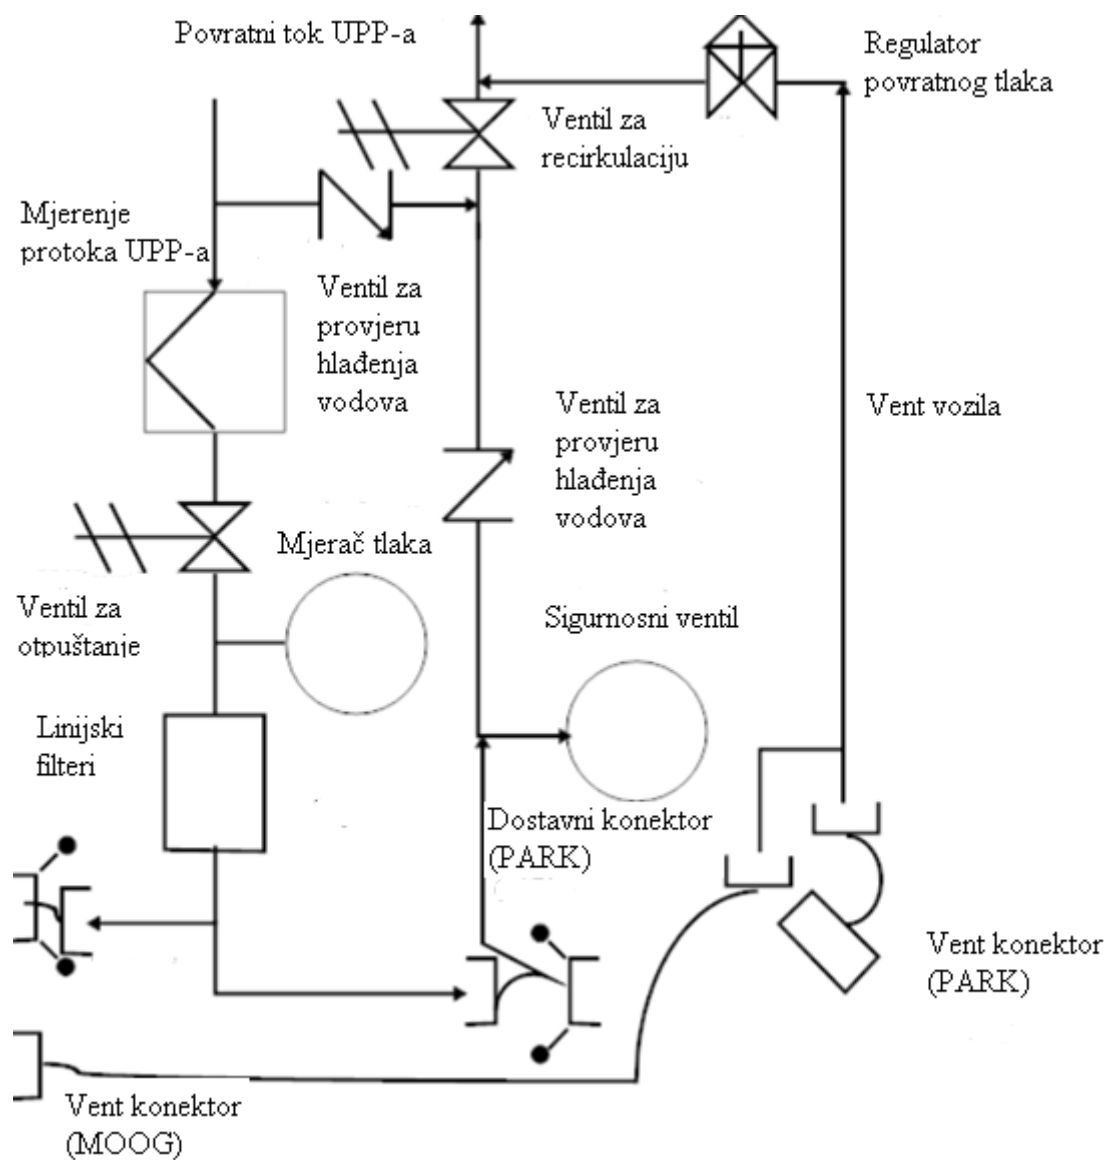 Povratni tok UPP-a
Regulator
povratnog tlaka
Ventil za
recirkulaciju
Mjerenje
protoka UPP-a
Ventil za
provjeru
hlađenja
vodova
Ventil za
provjeru
hlađenja
vodova
Vent vozila
Mjerač tlaka
Ventil za
otpuštanje
Sigurnosni ventil
Linijski
filteri
Dostavni konektor
(PARK)
Vent konektor
(PARK)
Vent konektor
(MOOG)